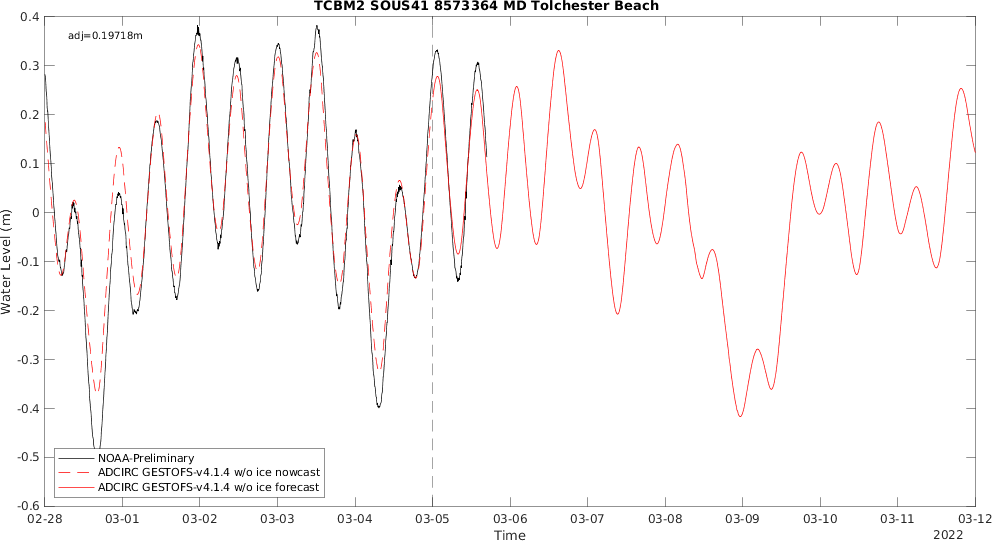 TCBM2 SOUS41 8573364 MD Tolchester Beach
adj=0.19718m
0.4
0.3
0.2
0.1
0
-0.1
-0.2
-0.3
-0.4
-0.5
-0.6
Water Level (m)
NOAA-Preliminary
ADCIRC GESTOFS-v4.1.4 w/o ice nowcast
ADCIRC GESTOFS-v4.1.4 w/o ice forecast
02-28 03-01 03-02 03-03 03-04 03-05 03-06 03-07 03-08 03-09 03-10 03-11 03-12
Time
2022